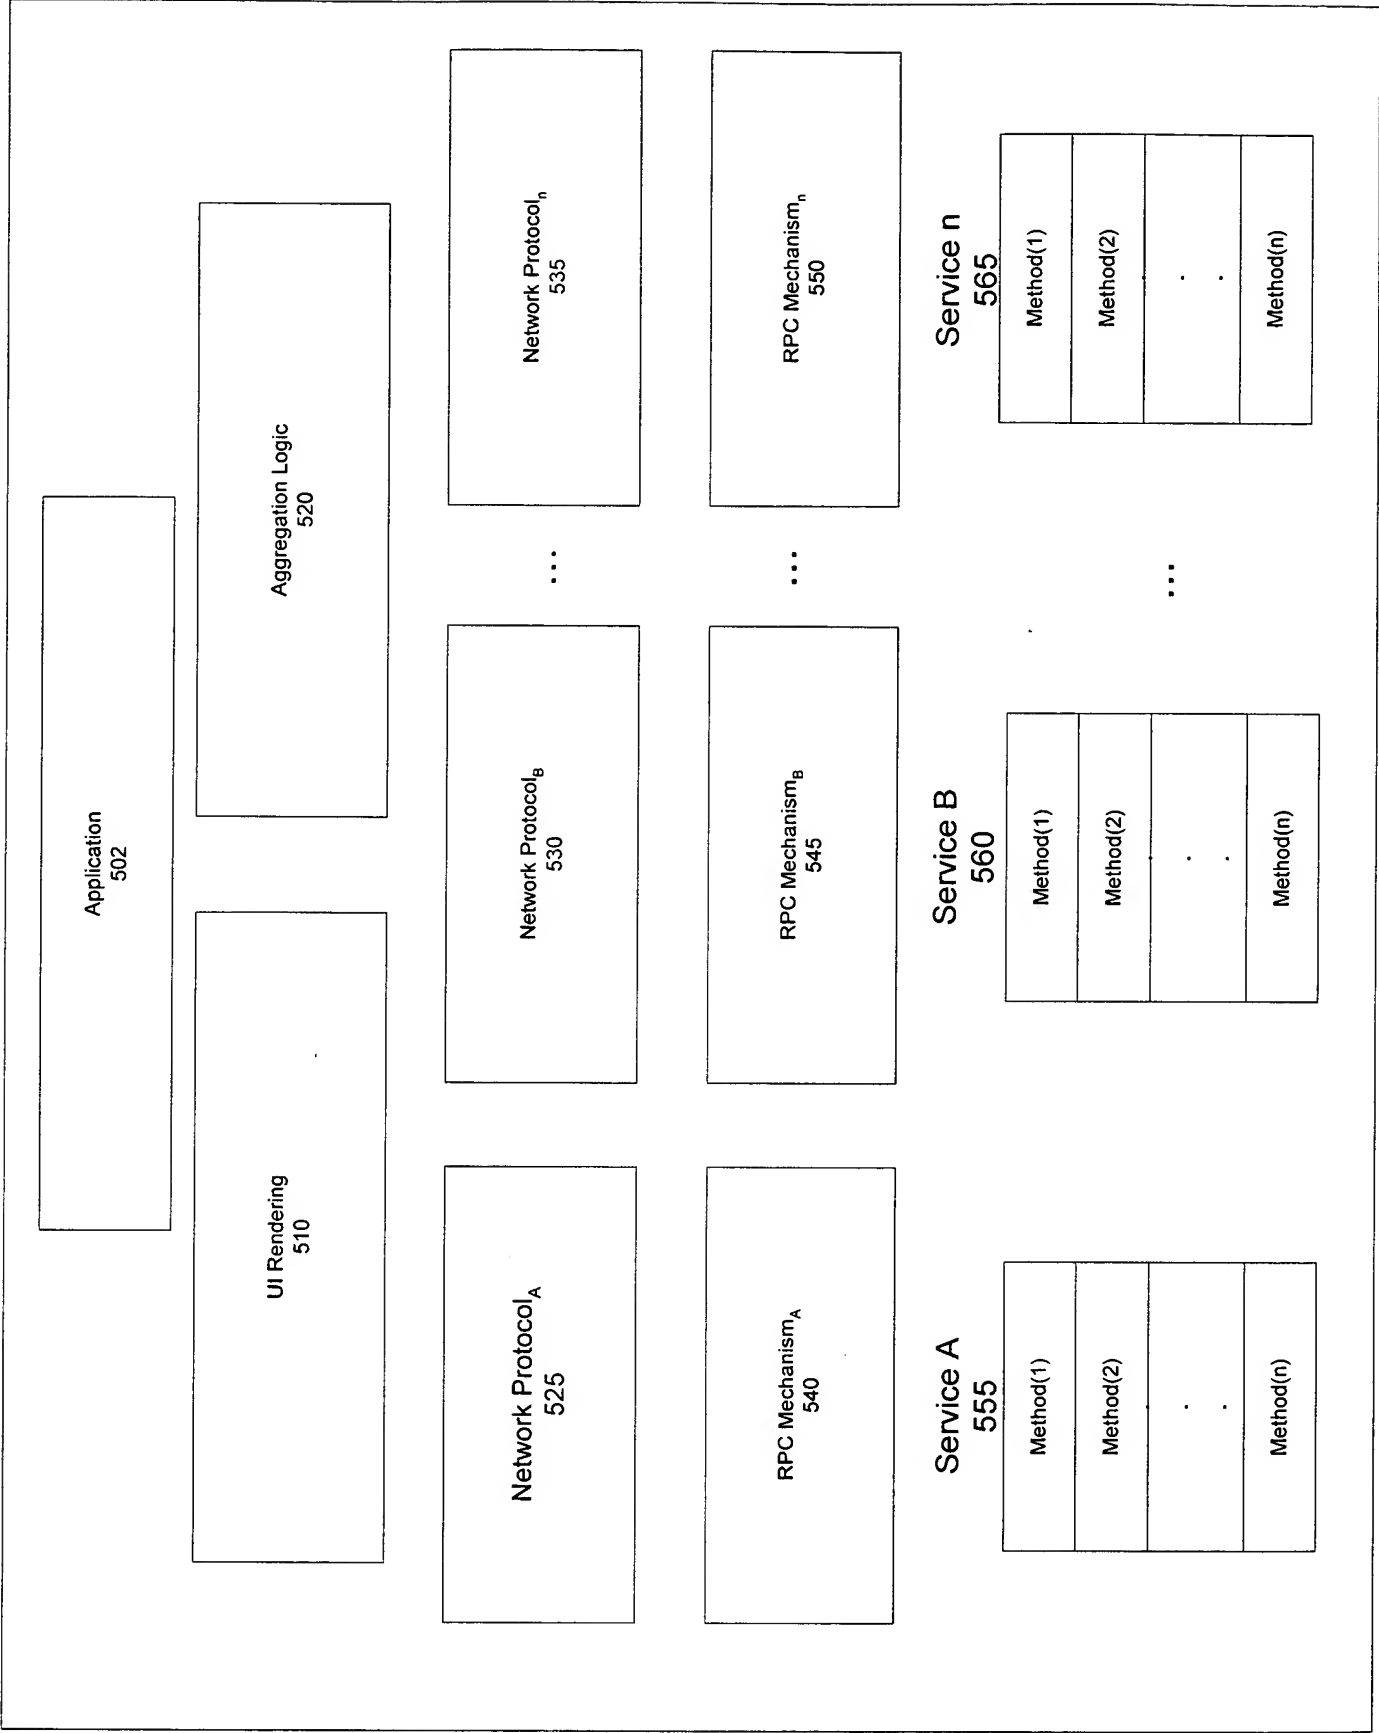 Application
502
UI Rendering
510
Aggregation Logic
520
Network Protocol_A
525
Network Protocol_B
530
...
Network Protocol_n
535
RPC Mechanism_A
540
RPC Mechanism_B
545
...
RPC Mechanism_n
550
Service A
555
Method(1)
Method(2)
.
.
.
Method(n)
Service B
560
Method(1)
Method(2)
.
.
.
Method(n)
...
Service n
565
Method(1)
Method(2)
.
.
.
Method(n)